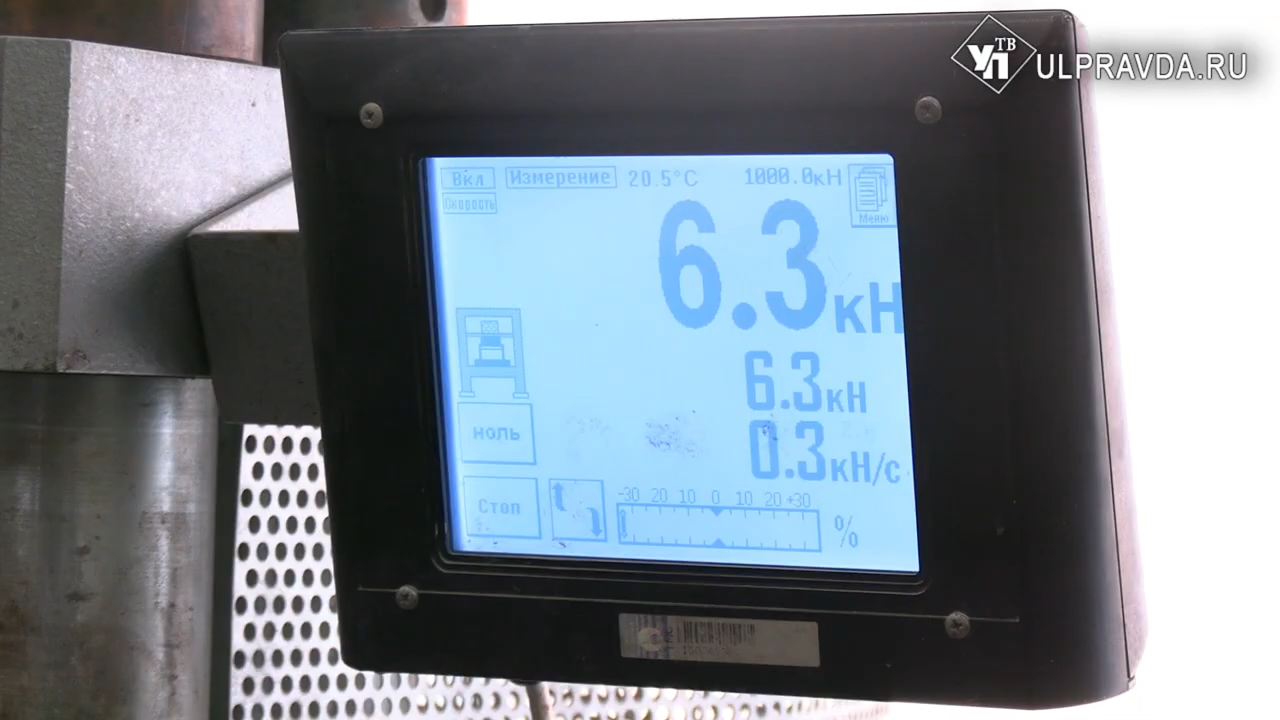 УП ТВ ULPRAVDA.RU
Вкл Измерение 20.5°C 1000.0кН
Скорость
Меню
6.3кН
6.3кН
0.3кН/с
ноль
Стоп
-30 20 10 0 10 20 +30
%